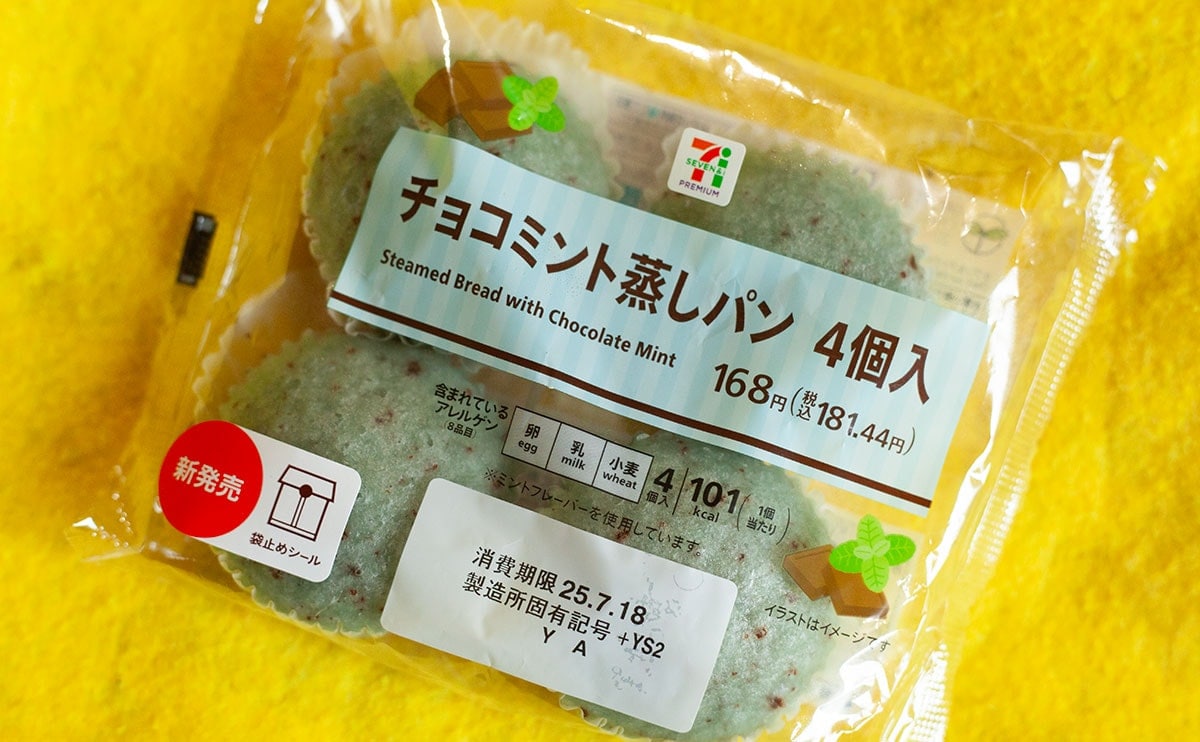 SEVEN&i
PREMIUM
チョコミント蒸しパン 4個入
Steamed Bread with Chocolate Mint
168円(税込181.44円)
含まれている
アレルゲン
(8品目)
卵 乳 小麦
egg milk wheat
4個入 101kcal (1個当たり)
※ミントフレーバーを使用しています。
新発売
袋止めシール
消費期限 25.7.18
製造所固有記号 +YS2
Y A
イラストはイメージです